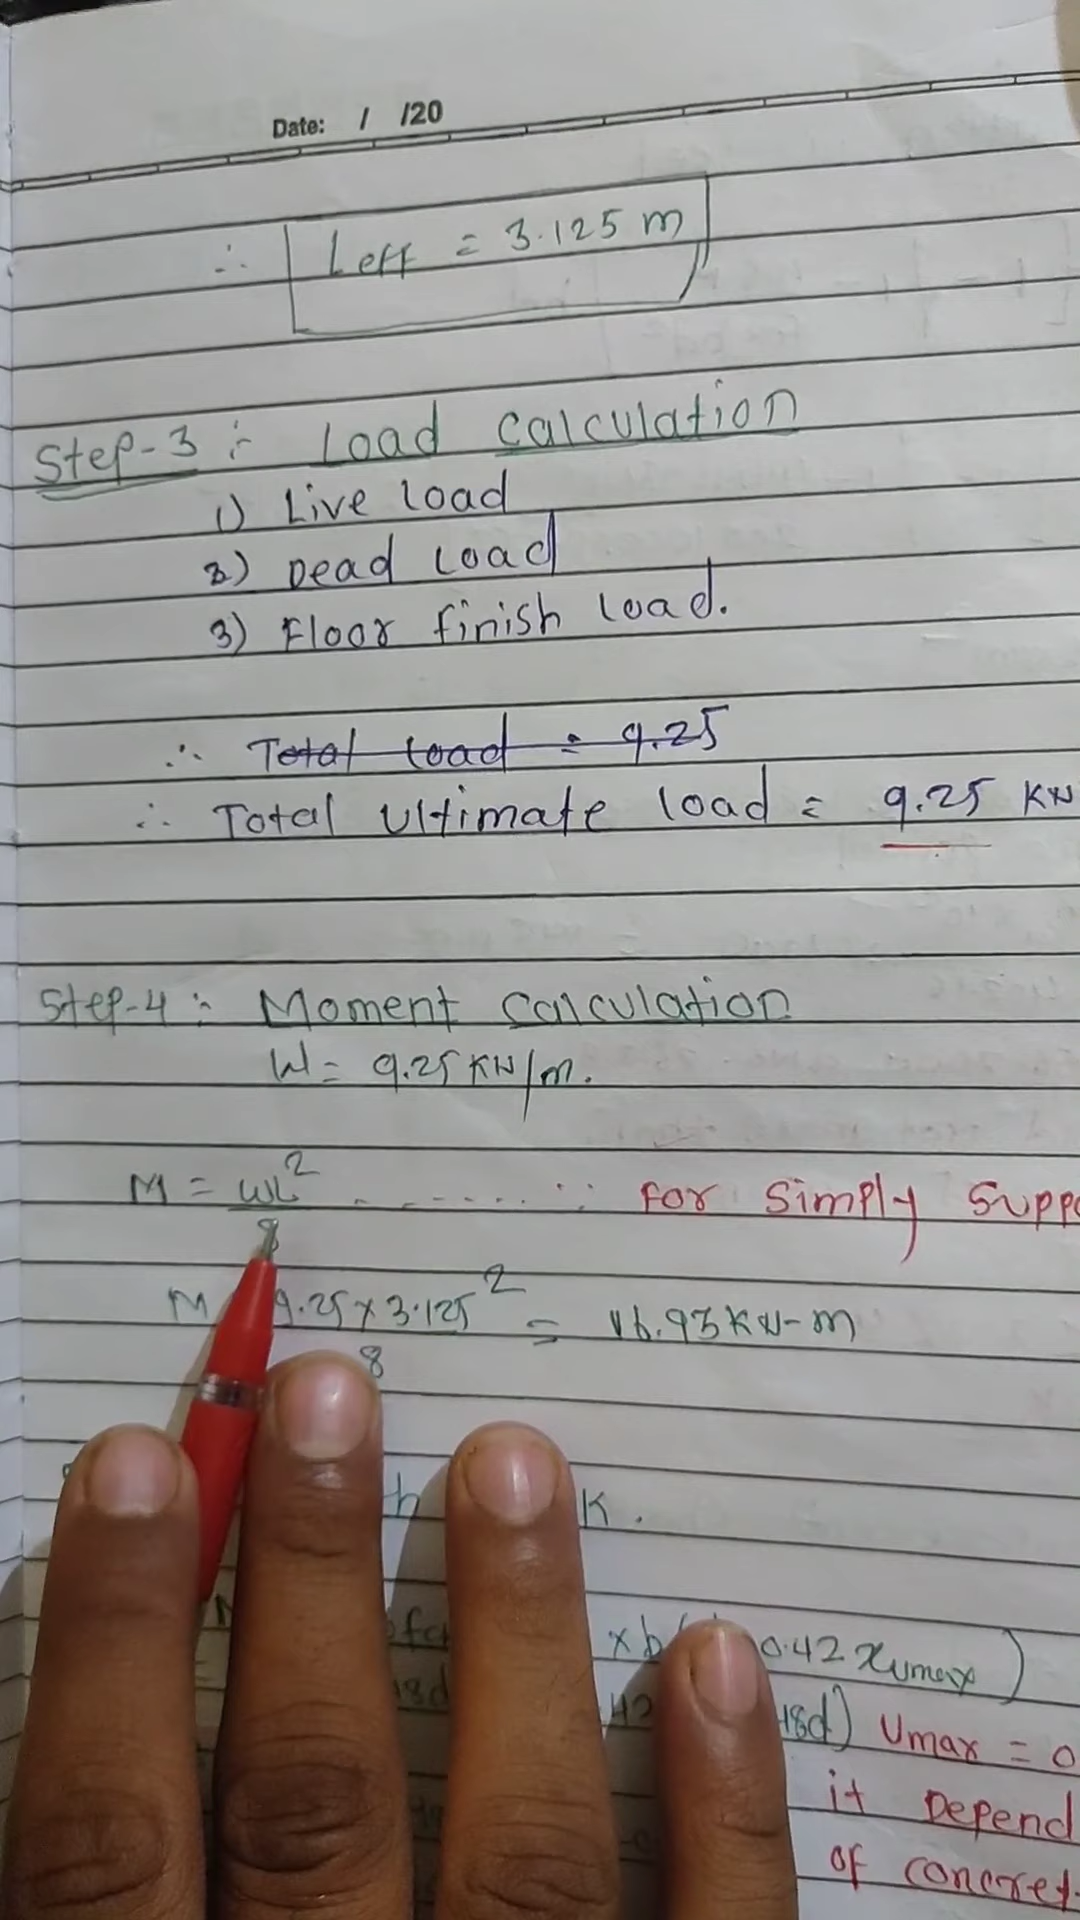 Date: / /20
∴ Leff = 3.125 m
Step-3 :- Load Calculation
1) Live load
2) Dead load
3) Floor finish load.
∴ Total load = 9.25
∴ Total ultimate load = 9.25 KN
Step-4 :- Moment Calculation
W = 9.25 KN/m.
M = wL²/8 - - - - - - ∵ For Simply Supp
M 9.25 x 3.125²/8 = 16.93 KN-m
K.
x b 0.42 xumax )
18d) Umax = 0
it Depend
of concret